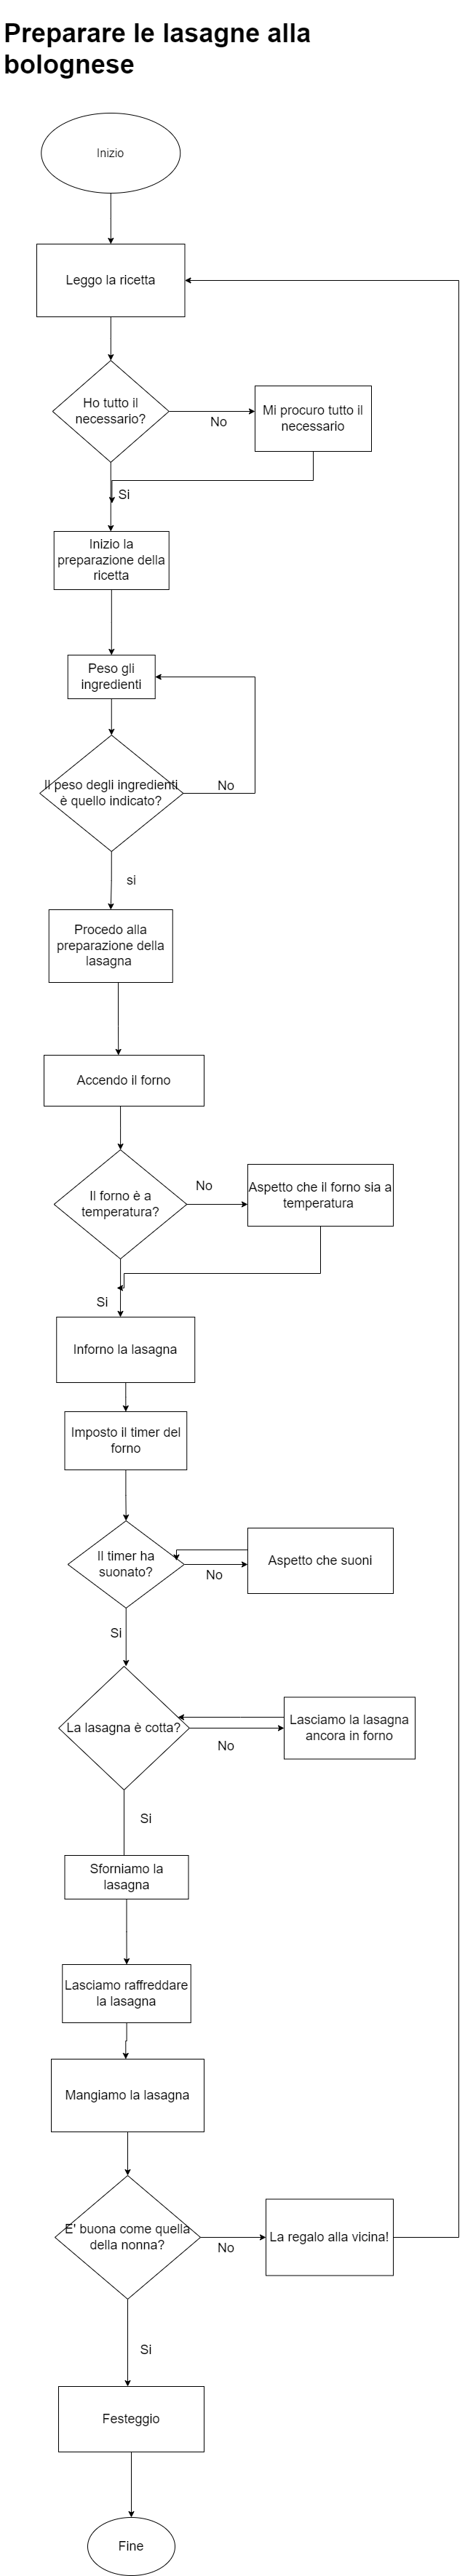 Preparare le lasagne alla
bolognese
Inizio
Leggo la ricetta
Ho tutto il
necessario?
No
Mi procuro tutto il
necessario
Si
Inizio la
preparazione della
ricetta
Peso gli
ingredienti
Il peso degli ingredienti
è quello indicato?
No
si
Procedo alla
preparazione della
lasagna
Accendo il forno
Il forno è a
temperatura?
No
Aspetto che il forno sia a
temperatura
Si
Inforno la lasagna
Imposto il timer del
forno
Il timer ha
suonato?
No
Aspetto che suoni
Si
La lasagna è cotta?
No
Lasciamo la lasagna
ancora in forno
Si
Sforniamo la
lasagna
Lasciamo raffreddare
la lasagna
Mangiamo la lasagna
E' buona come quella
della nonna?
No
La regalo alla vicina!
Si
Festeggio
Fine